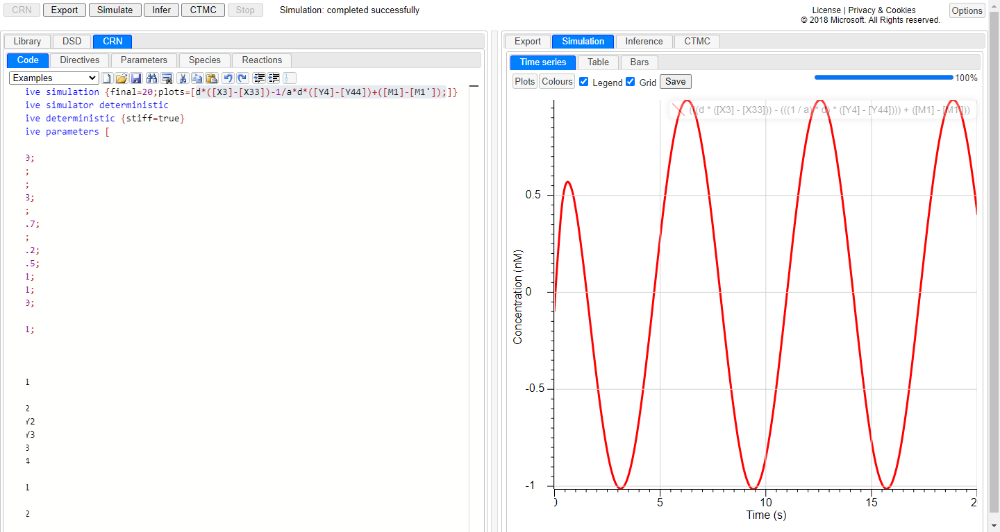 CRN Export Simulate Infer CTMC Stop Simulation: completed successfully
License | Privacy & Cookies
© 2018 Microsoft. All Rights reserved.
Options
Library DSD CRN
Code Directives Parameters Species Reactions
Examples
ive simulation {final=20;plots=[d*([X3]-[X33])-1/a*d*([Y4]-[Y44])+([M1]-[M1']);]}
ive simulator deterministic
ive deterministic {stiff=true}
ive parameters [
0;
;
;
8;
;
.7;
;
.2;
.5;
1;
1;
0;
1;
1
2
Y2
Y3
3
4
1
2
Export Simulation Inference CTMC
Time series Table Bars
Plots Colours Legend Grid Save
100%
(((d * ([X3] - [X33])) - (((1 / a) * d) * ([Y4] - [Y44]))) + ([M1] - [M1']))
0.5
0
-0.5
-1
Concentration (nM)
0 5 10 15 2
Time (s)